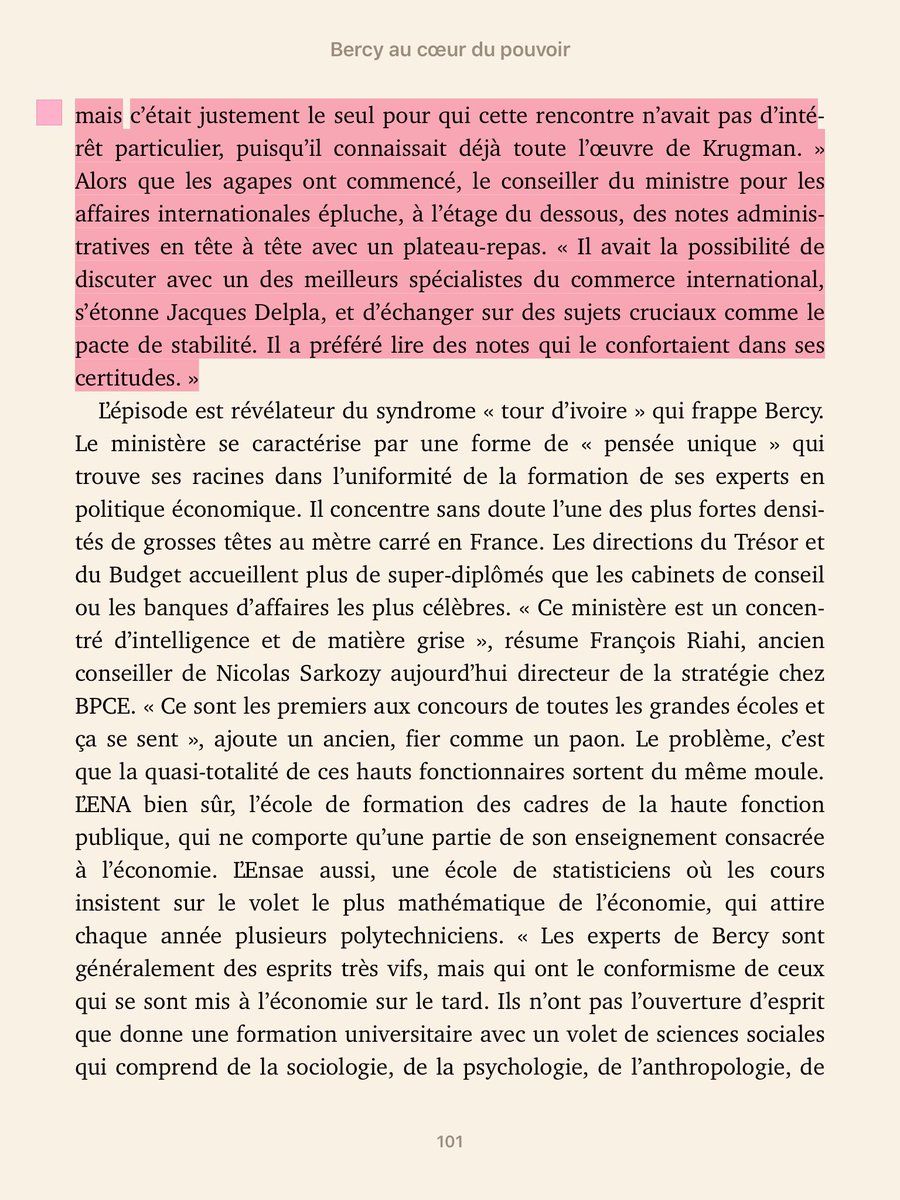 Bercy au cœur du pouvoir
mais c’était justement le seul pour qui cette rencontre n’avait pas d’inté-
rêt particulier, puisqu’il connaissait déjà toute l’œuvre de Krugman. »
Alors que les agapes ont commencé, le conseiller du ministre pour les
affaires internationales épluche, à l’étage du dessous, des notes adminis-
tratives en tête à tête avec un plateau-repas. « Il avait la possibilité de
discuter avec un des meilleurs spécialistes du commerce international,
s’étonne Jacques Delpla, et d’échanger sur des sujets cruciaux comme le
pacte de stabilité. Il a préféré lire des notes qui le confortaient dans ses
certitudes. »
L’épisode est révélateur du syndrome « tour d’ivoire » qui frappe Bercy.
Le ministère se caractérise par une forme de « pensée unique » qui
trouve ses racines dans l’uniformité de la formation de ses experts en
politique économique. Il concentre sans doute l’une des plus fortes densi-
tés de grosses têtes au mètre carré en France. Les directions du Trésor et
du Budget accueillent plus de super-diplômés que les cabinets de conseil
ou les banques d’affaires les plus célèbres. « Ce ministère est un concen-
tré d’intelligence et de matière grise », résume François Riahi, ancien
conseiller de Nicolas Sarkozy aujourd’hui directeur de la stratégie chez
BPCE. « Ce sont les premiers aux concours de toutes les grandes écoles et
ça se sent », ajoute un ancien, fier comme un paon. Le problème, c’est
que la quasi-totalité de ces hauts fonctionnaires sortent du même moule.
L’ENA bien sûr, l’école de formation des cadres de la haute fonction
publique, qui ne comporte qu’une partie de son enseignement consacrée
à l’économie. L’Ensae aussi, une école de statisticiens où les cours
insistent sur le volet le plus mathématique de l’économie, qui attire
chaque année plusieurs polytechniciens. « Les experts de Bercy sont
généralement des esprits très vifs, mais qui ont le conformisme de ceux
qui se sont mis à l’économie sur le tard. Ils n’ont pas l’ouverture d’esprit
que donne une formation universitaire avec un volet de sciences sociales
qui comprend de la sociologie, de la psychologie, de l’anthropologie, de
101